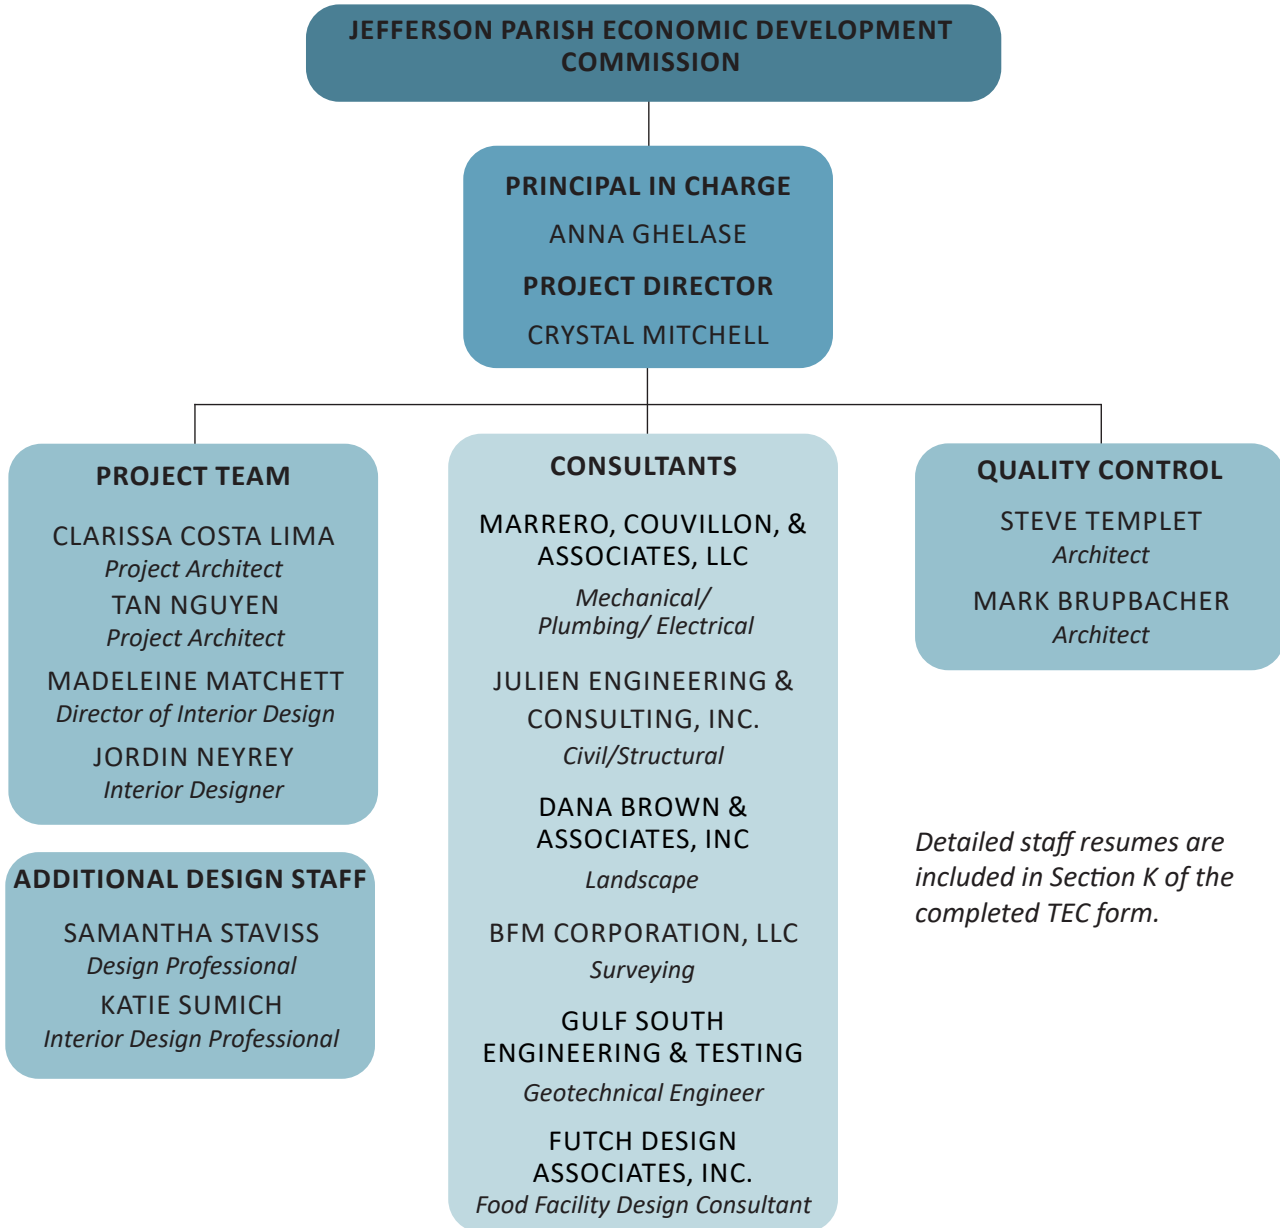 JEFFERSON PARISH ECONOMIC DEVELOPMENT
COMMISSION
PRINCIPAL IN CHARGE
ANNA GHELASE
PROJECT DIRECTOR
CRYSTAL MITCHELL
PROJECT TEAM
CLARISSA COSTA LIMA
Project Architect
TAN NGUYEN
Project Architect
MADELEINE MATCHETT
Director of Interior Design
JORDIN NEYREY
Interior Designer
ADDITIONAL DESIGN STAFF
SAMANTHA STAVISS
Design Professional
KATIE SUMICH
Interior Design Professional
CONSULTANTS
MARRERO, COUVILLON, &
ASSOCIATES, LLC
Mechanical/
Plumbing/ Electrical
JULIEN ENGINEERING &
CONSULTING, INC.
Civil/Structural
DANA BROWN &
ASSOCIATES, INC
Landscape
BFM CORPORATION, LLC
Surveying
GULF SOUTH
ENGINEERING & TESTING
Geotechnical Engineer
FUTCH DESIGN
ASSOCIATES, INC.
Food Facility Design Consultant
QUALITY CONTROL
STEVE TEMPLET
Architect
MARK BRUPBACHER
Architect
Detailed staff resumes are
included in Section K of the
completed TEC form.